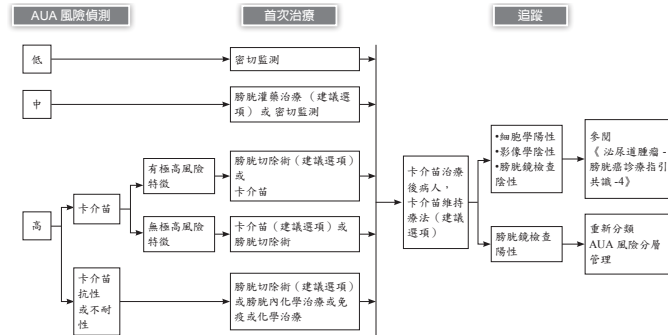 AUA 風險偵測
首次治療
追蹤
低
密切監測
中
膀胱灌藥治療（建議選
項）或 密切監測
高
卡介苗
有極高風險
特徵
膀胱切除術（建議選項）
或
卡介苗
無極高風險
特徵
卡介苗（建議選項）或
膀胱切除術
卡介苗
抗性
或不耐
性
膀胱切除術（建議選項）
或膀胱內化學治療或免
疫或化學治療
卡介苗治療
後病人，
卡介苗維持
療法（建議
選項）
•細胞學陽性
•影像學陰性
•膀胱鏡檢查
陰性
參閱
《 泌尿道腫瘤 -
膀胱癌診療指引
共識 -4》
膀胱鏡檢查
陽性
重新分類
AUA 風險分層
管理